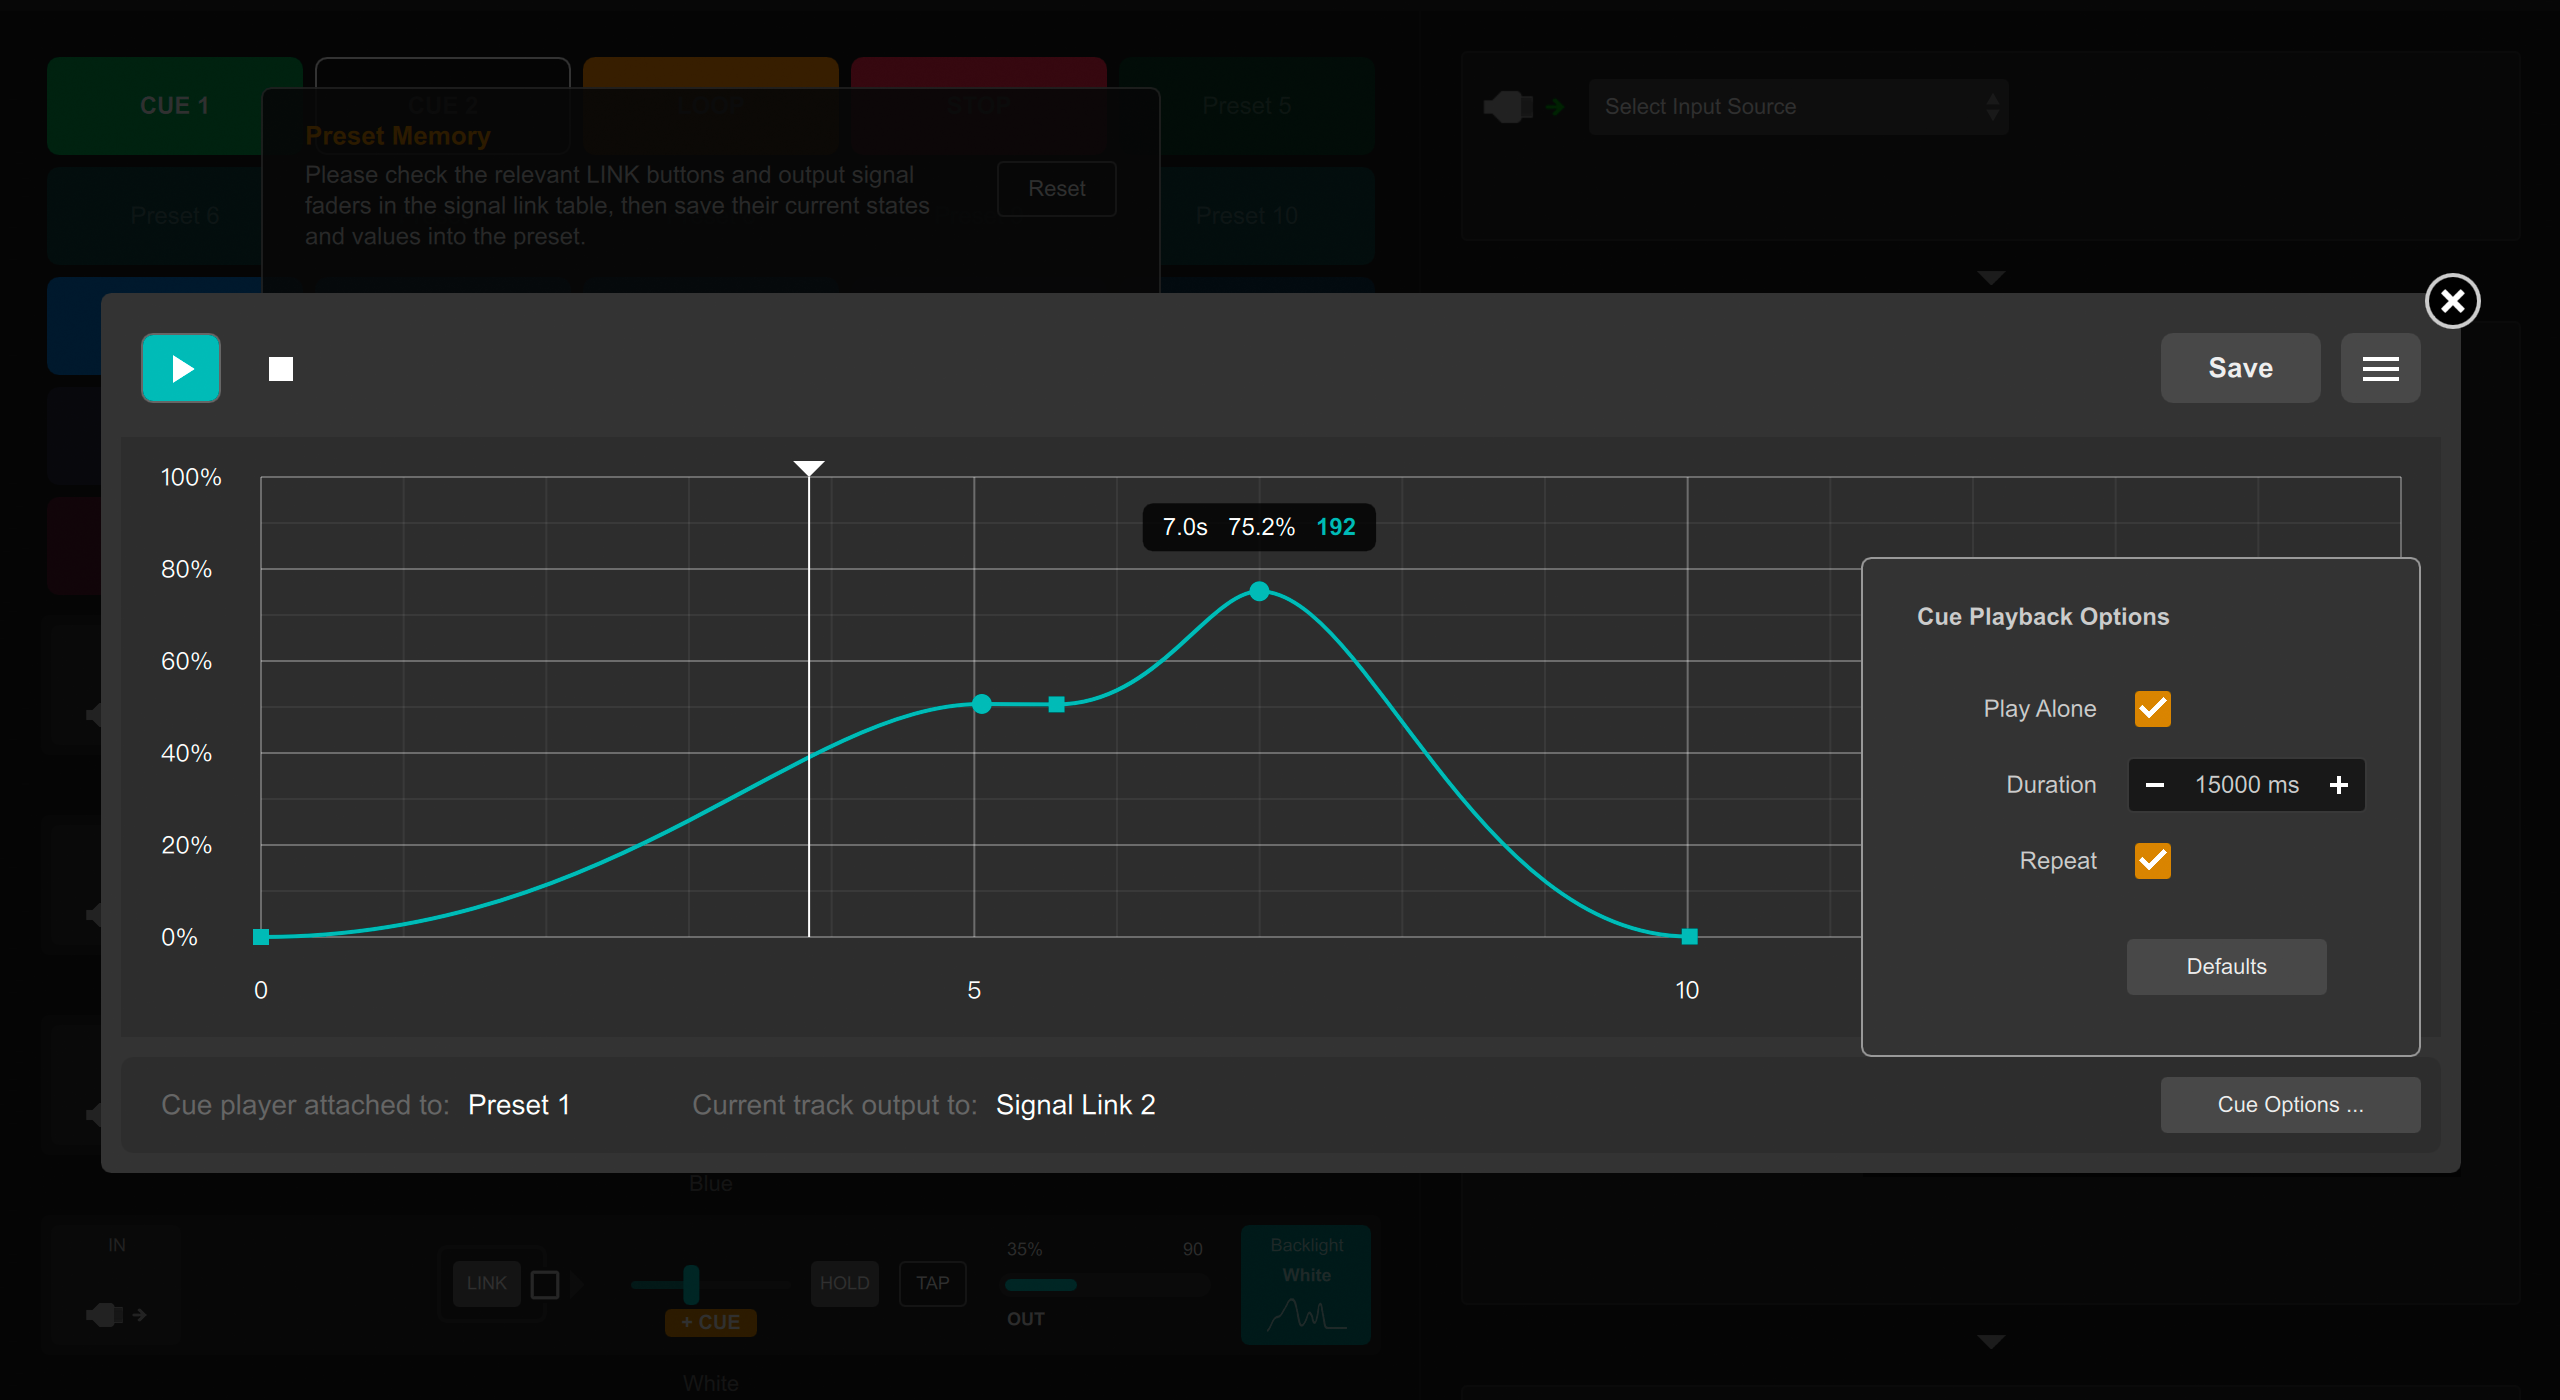 CUE 1
CUE 2
STOP
Preset 5
Select Input Source
Preset Memory
Please check the relevant LINK buttons and output signal
faders in the signal link table, then save their current states
and values into the preset.
Reset
Preset 6
Preset 10
Save
100%
80%
60%
40%
20%
0%
7.0s 75.2% 192
0
5
10
Cue Playback Options
Play Alone
Duration
15000 ms
Repeat
Defaults
Cue player attached to: Preset 1
Current track output to: Signal Link 2
Cue Options ...
Blue
IN
LINK
+ CUE
HOLD
TAP
35%
90
OUT
Backlight
White
White